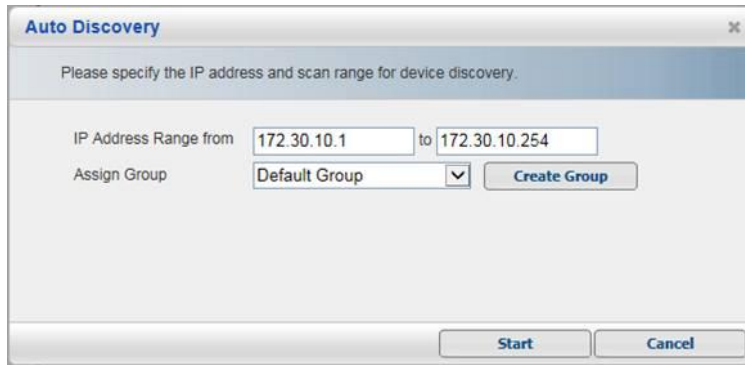 Auto Discovery
Please specify the IP address and scan range for device discovery.
IP Address Range from 172.30.10.1 to 172.30.10.254
Assign Group Default Group Create Group
Start Cancel